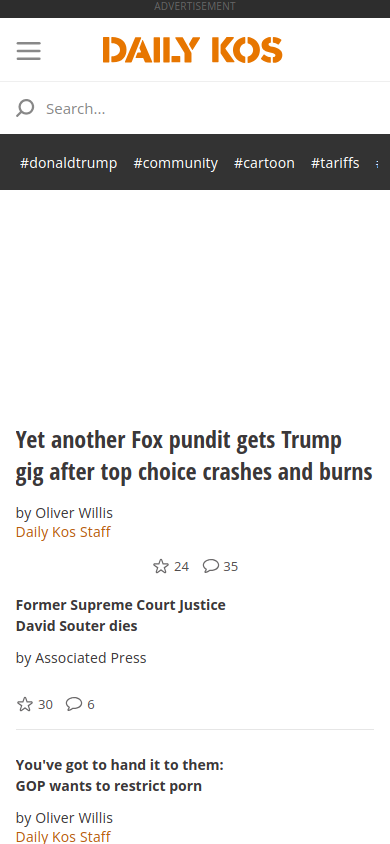 ADVERTISEMENT
DAILY KOS
Search...
#donaldtrump #community #cartoon #tariffs
Yet another Fox pundit gets Trump
gig after top choice crashes and burns
by Oliver Willis
Daily Kos Staff
24 35
Former Supreme Court Justice
David Souter dies
by Associated Press
30 6
You've got to hand it to them:
GOP wants to restrict porn
by Oliver Willis
Daily Kos Staff